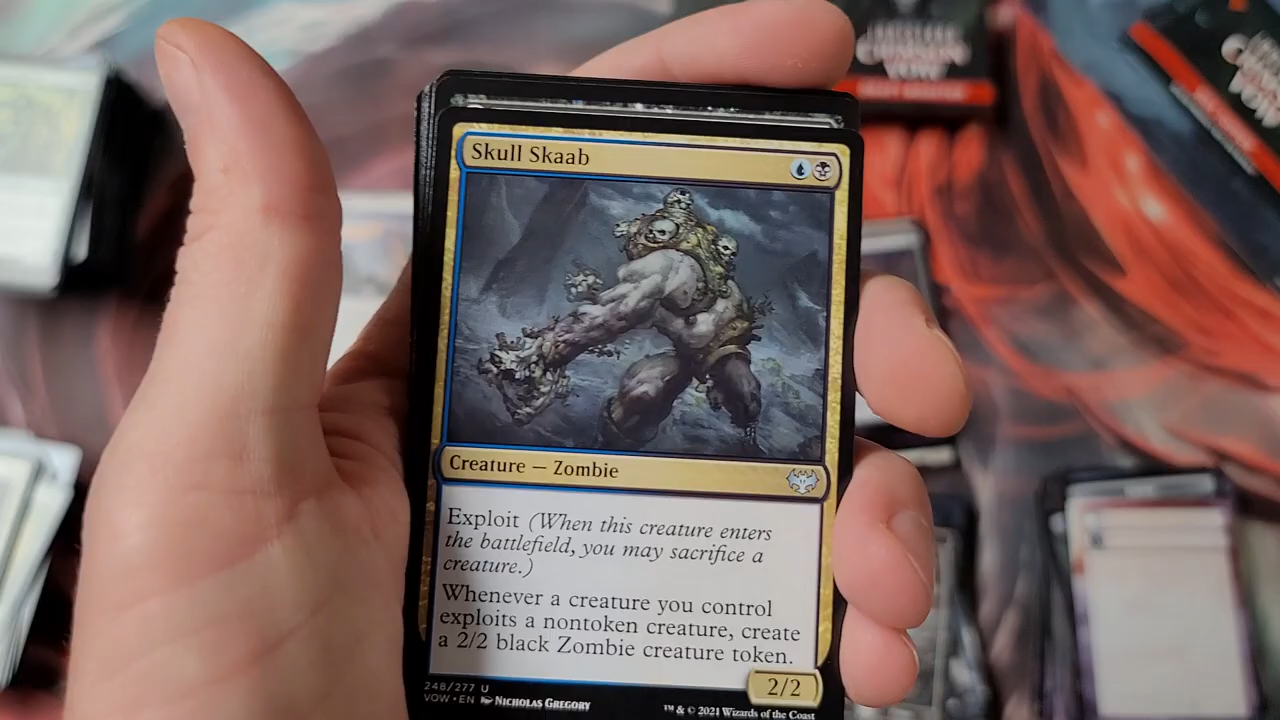 CRIMSON
VOW
Skull Skaab
Creature — Zombie
Exploit (When this creature enters
the battlefield, you may sacrifice a
creature.)
Whenever a creature you control
exploits a nontoken creature, create
a 2/2 black Zombie creature token.
2/2
248/277 U
VOW • EN NICHOLAS GREGORY
™ & © 2021 Wizards of the Coast